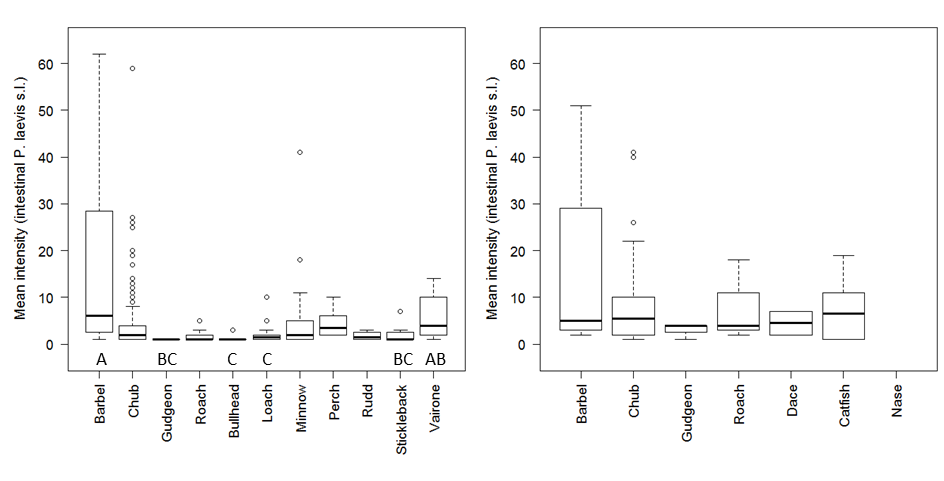 Mean intensity (intestinal P. laevis s.l.)
60
50
40
30
20
10
0
A
BC
C
C
BC
AB
Barbel
Chub
Gudgeon
Roach
Bullhead
Loach
Minnow
Perch
Rudd
Stickleback
Vairone
Mean intensity (intestinal P. laevis s.l.)
60
50
40
30
20
10
0
Barbel
Chub
Gudgeon
Roach
Dace
Catfish
Nase